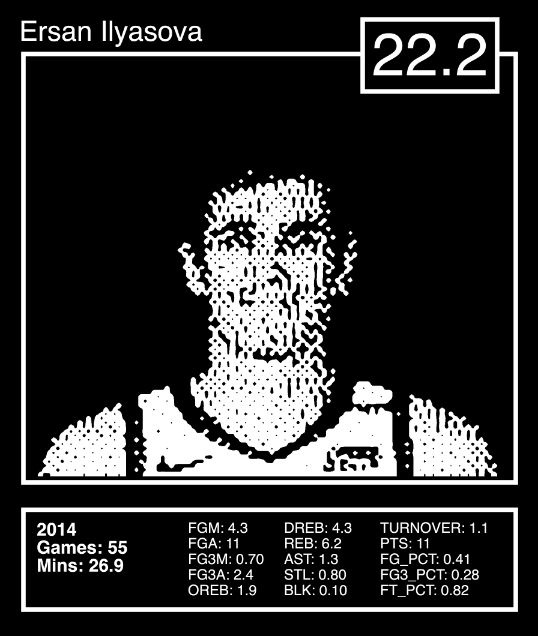 Ersan Ilyasova
22.2
2014
Games: 55
Mins: 26.9
FGM: 4.3
FGA: 11
FG3M: 0.70
FG3A: 2.4
OREB: 1.9
DREB: 4.3
REB: 6.2
AST: 1.3
STL: 0.80
BLK: 0.10
TURNOVER: 1.1
PTS: 11
FG_PCT: 0.41
FG3_PCT: 0.28
FT_PCT: 0.82